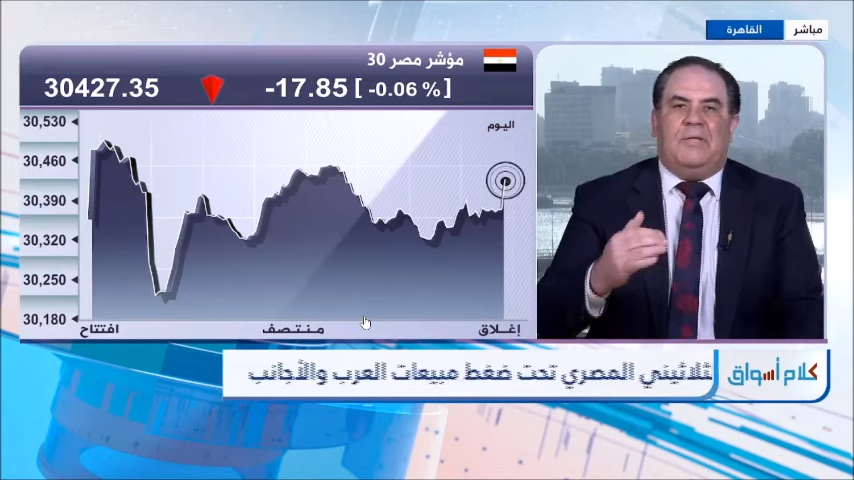 مباشر
القاهرة
مؤشر مصر 30
30427.35 -17.85 [ -0.06 % ]
اليوم
30,530
30,460
30,390
30,320
30,250
30,180
افتتاح منتصف إغلاق
كلام أسواق
ثلاثيني المصري تحت ضغط مبيعات العرب والأجانب